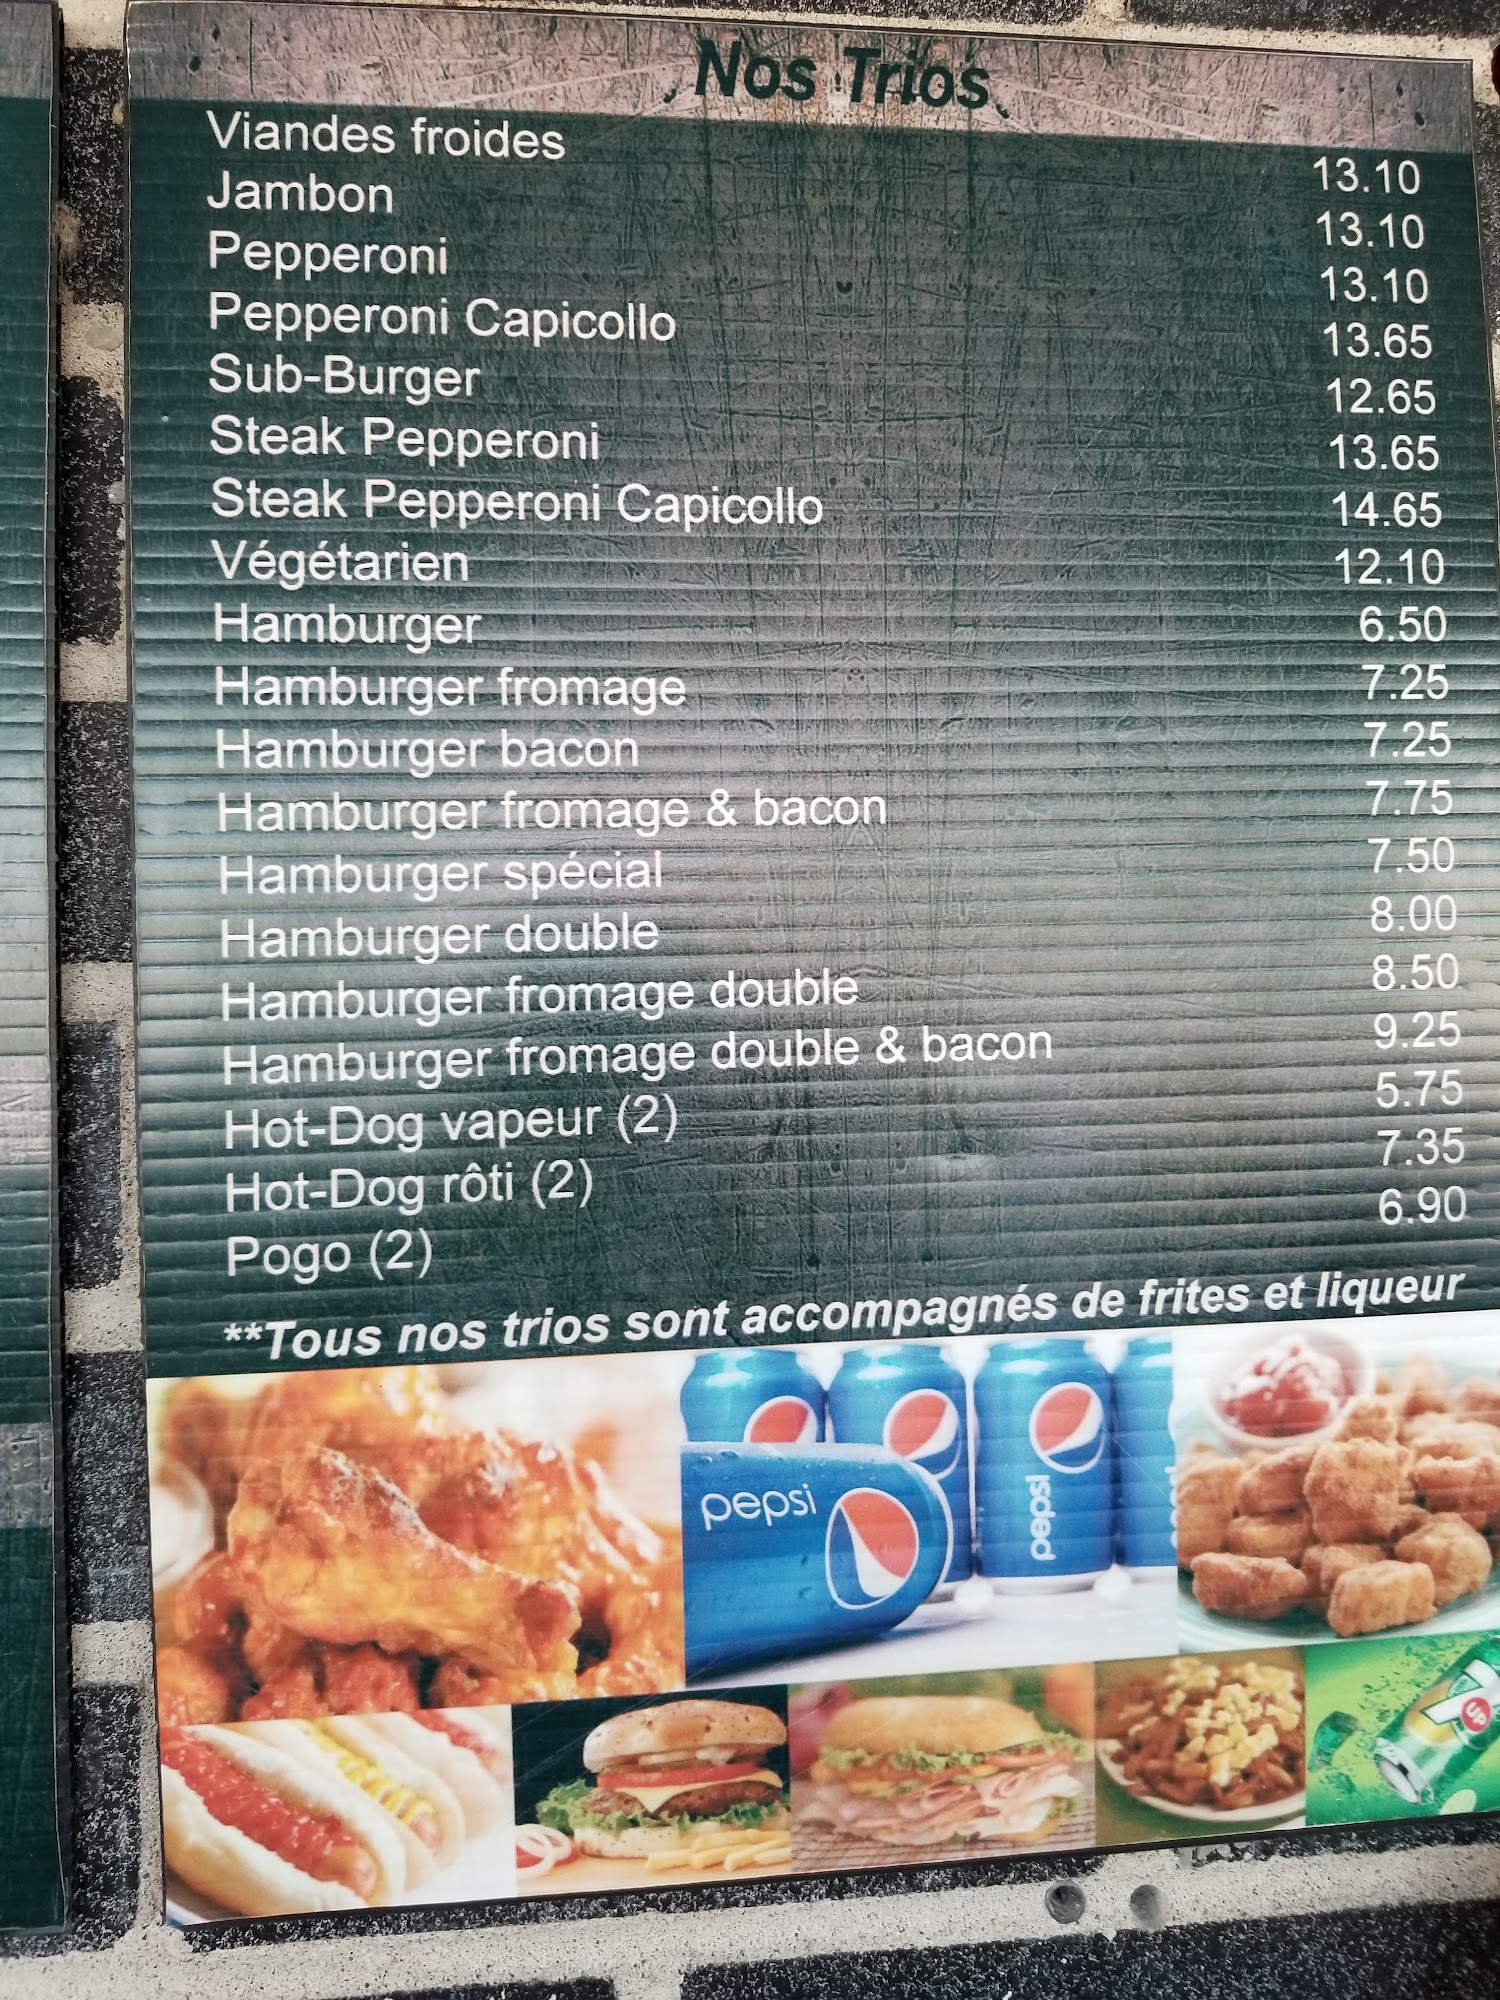 Nos Trios
Viandes froides 13.10
Jambon 13.10
Pepperoni 13.10
Pepperoni Capicollo 13.65
Sub-Burger 12.65
Steak Pepperoni 13.65
Steak Pepperoni Capicollo 14.65
Végétarien 12.10
Hamburger 6.50
Hamburger fromage 7.25
Hamburger bacon 7.25
Hamburger fromage & bacon 7.75
Hamburger spécial 7.50
Hamburger double 8.00
Hamburger fromage double 8.50
Hamburger fromage double & bacon 9.25
Hot-Dog vapeur (2) 5.75
Hot-Dog rôti (2) 7.35
Pogo (2) 6.90
**Tous nos trios sont accompagnés de frites et liqueur
pepsi
pepsi
7 UP